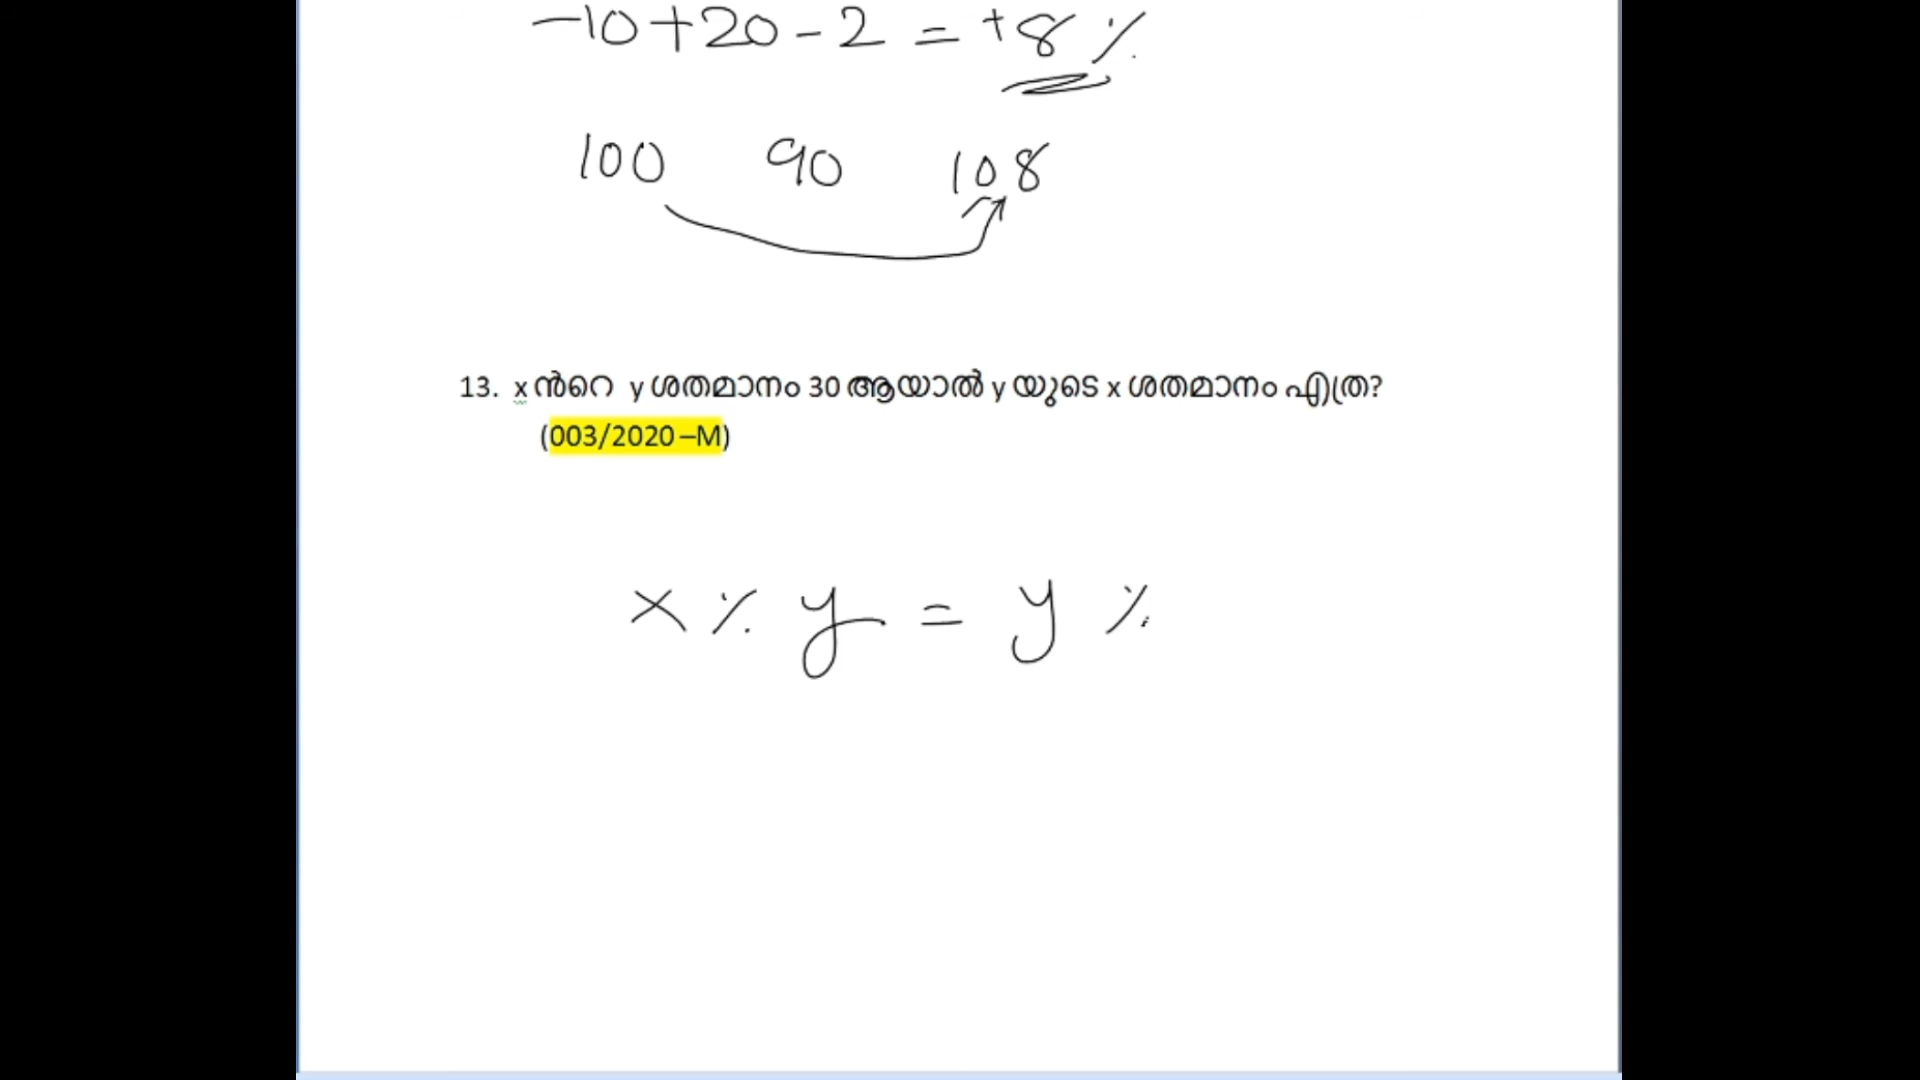 -10+20-2 = +8%
100 90 108
13. x ൻറെ y ശതമാനം 30 ആയാൽ y യുടെ x ശതമാനം എത്ര?
(003/2020 –M)
x % y = y %